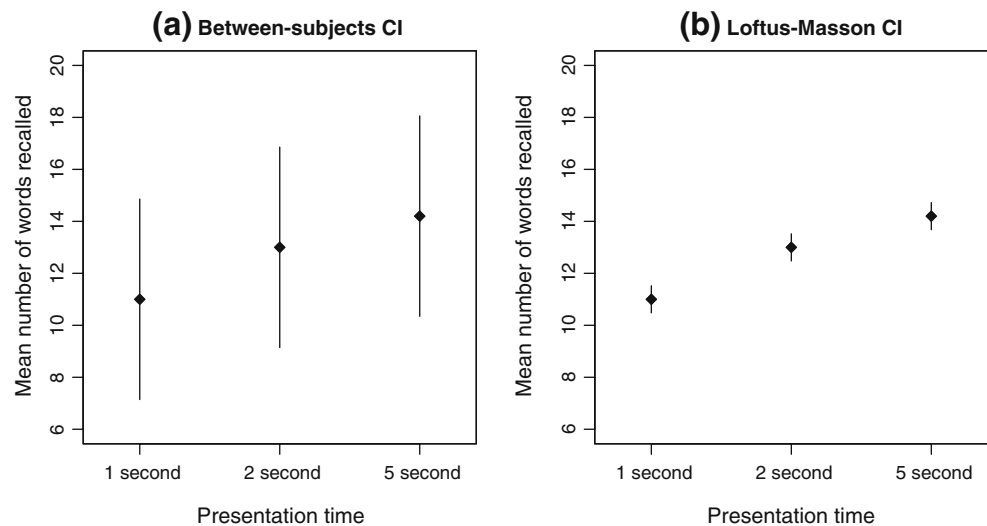 (a) Between-subjects CI
Mean number of words recalled
20
18
16
14
12
10
8
6
1 second 2 second 5 second
Presentation time
(b) Loftus-Masson CI
Mean number of words recalled
20
18
16
14
12
10
8
6
1 second 2 second 5 second
Presentation time